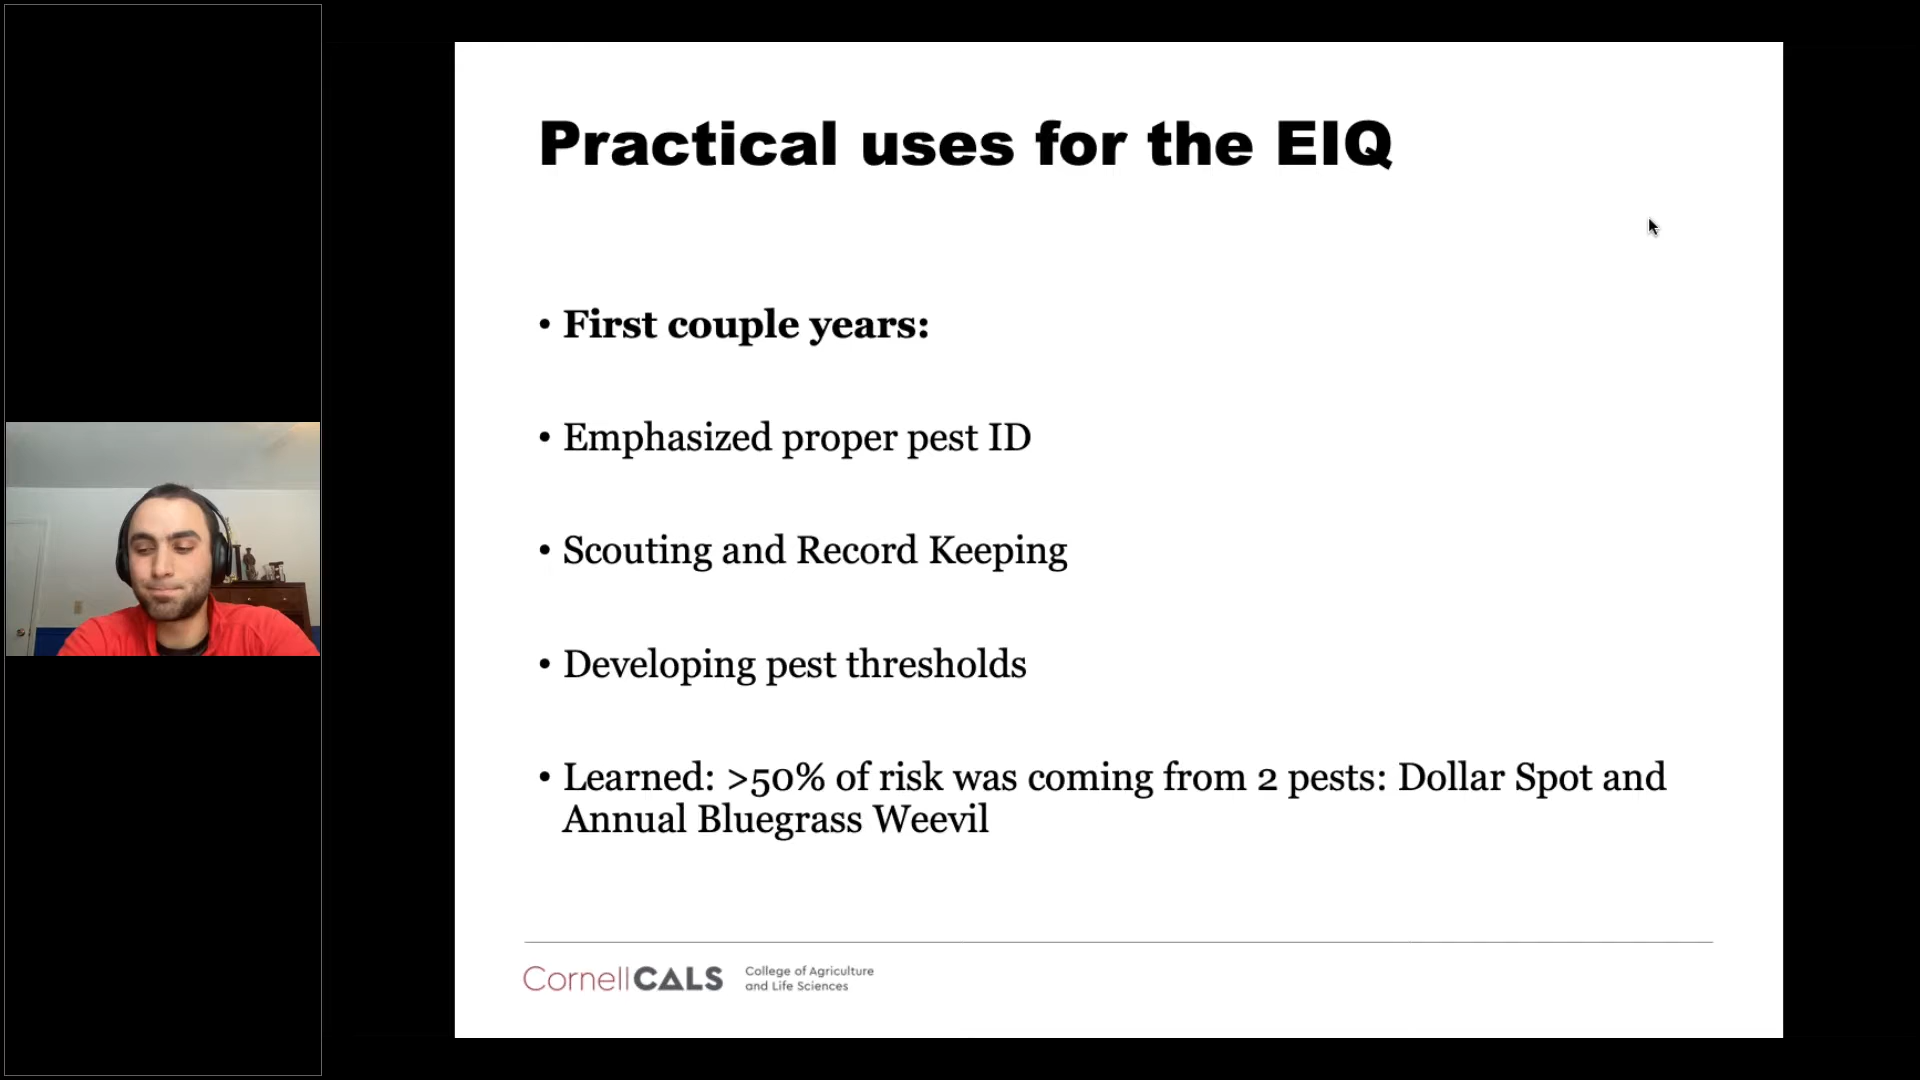 Practical uses for the EIQ
• First couple years:
• Emphasized proper pest ID
• Scouting and Record Keeping
• Developing pest thresholds
• Learned: >50% of risk was coming from 2 pests: Dollar Spot and
Annual Bluegrass Weevil
CornellCALS
College of Agriculture
and Life Sciences